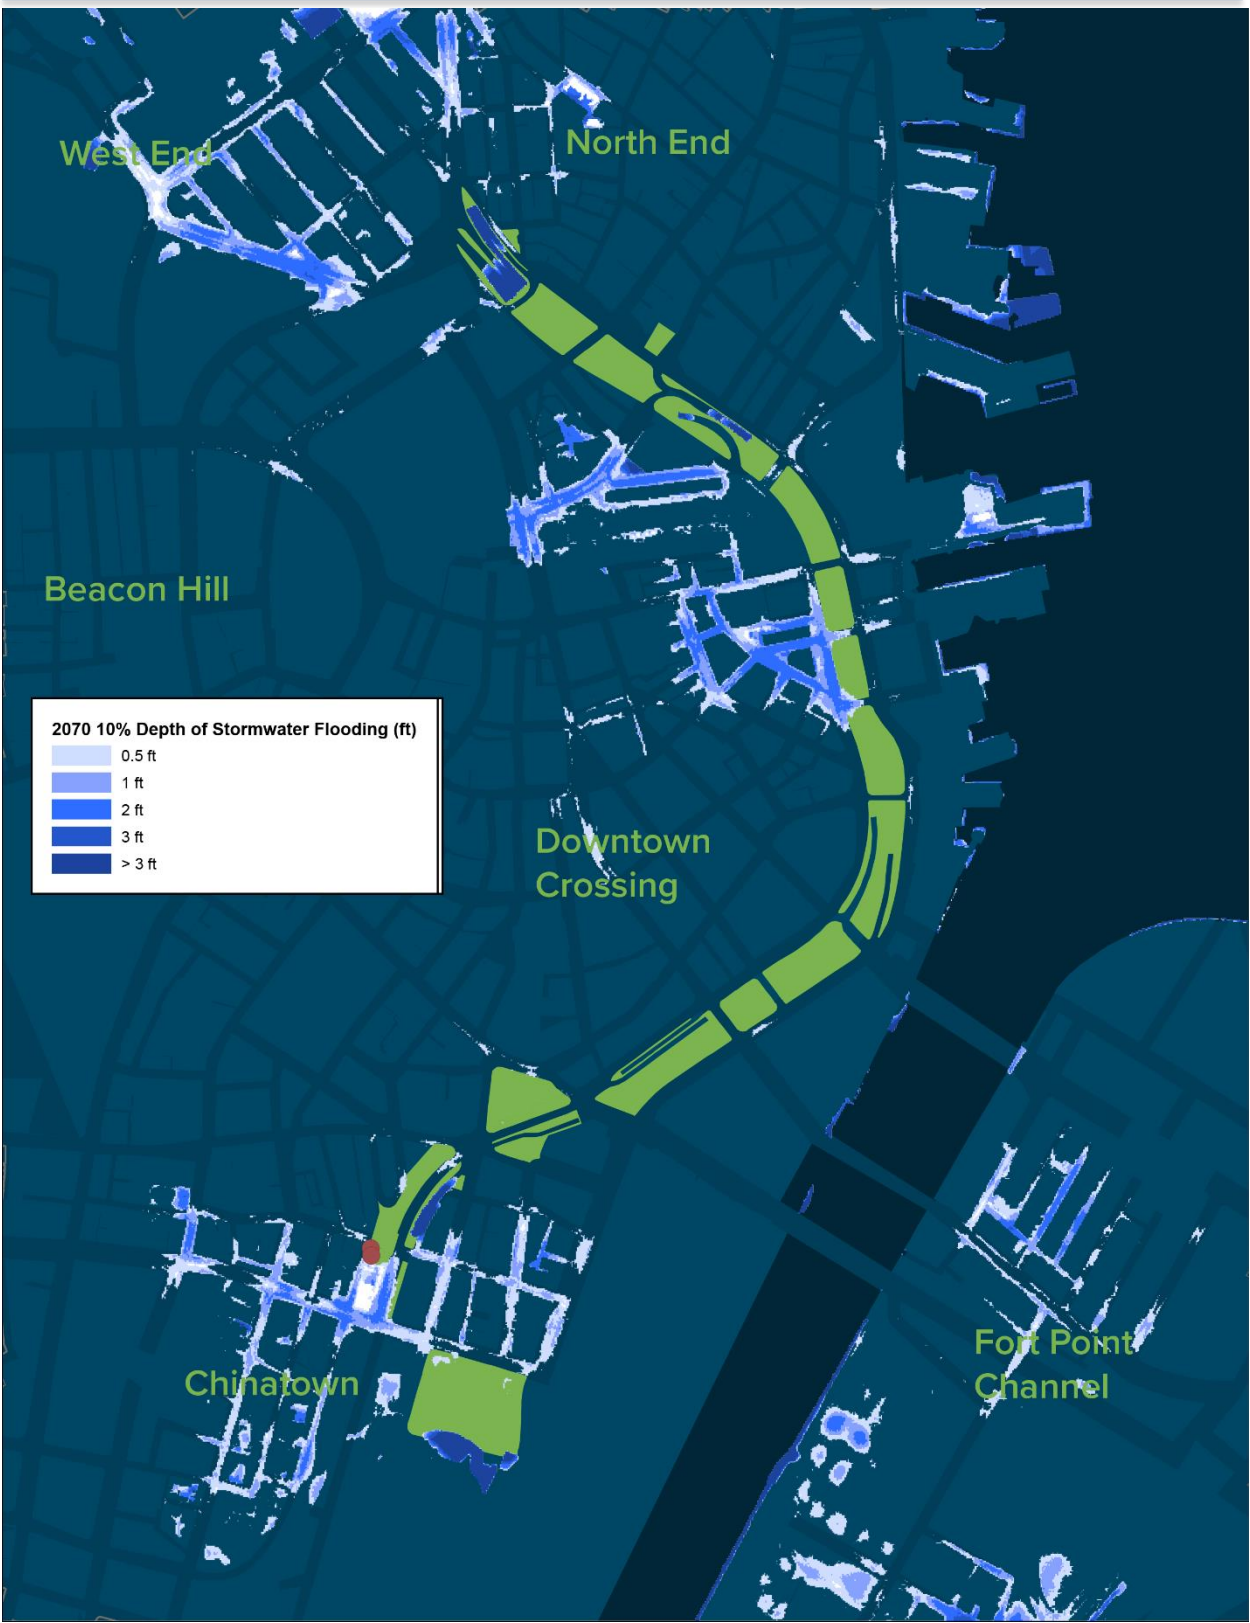 West End
North End
Beacon Hill
2070 10% Depth of Stormwater Flooding (ft)
0.5 ft
1 ft
2 ft
3 ft
> 3 ft
Downtown
Crossing
Chinatown
Fort Point
Channel